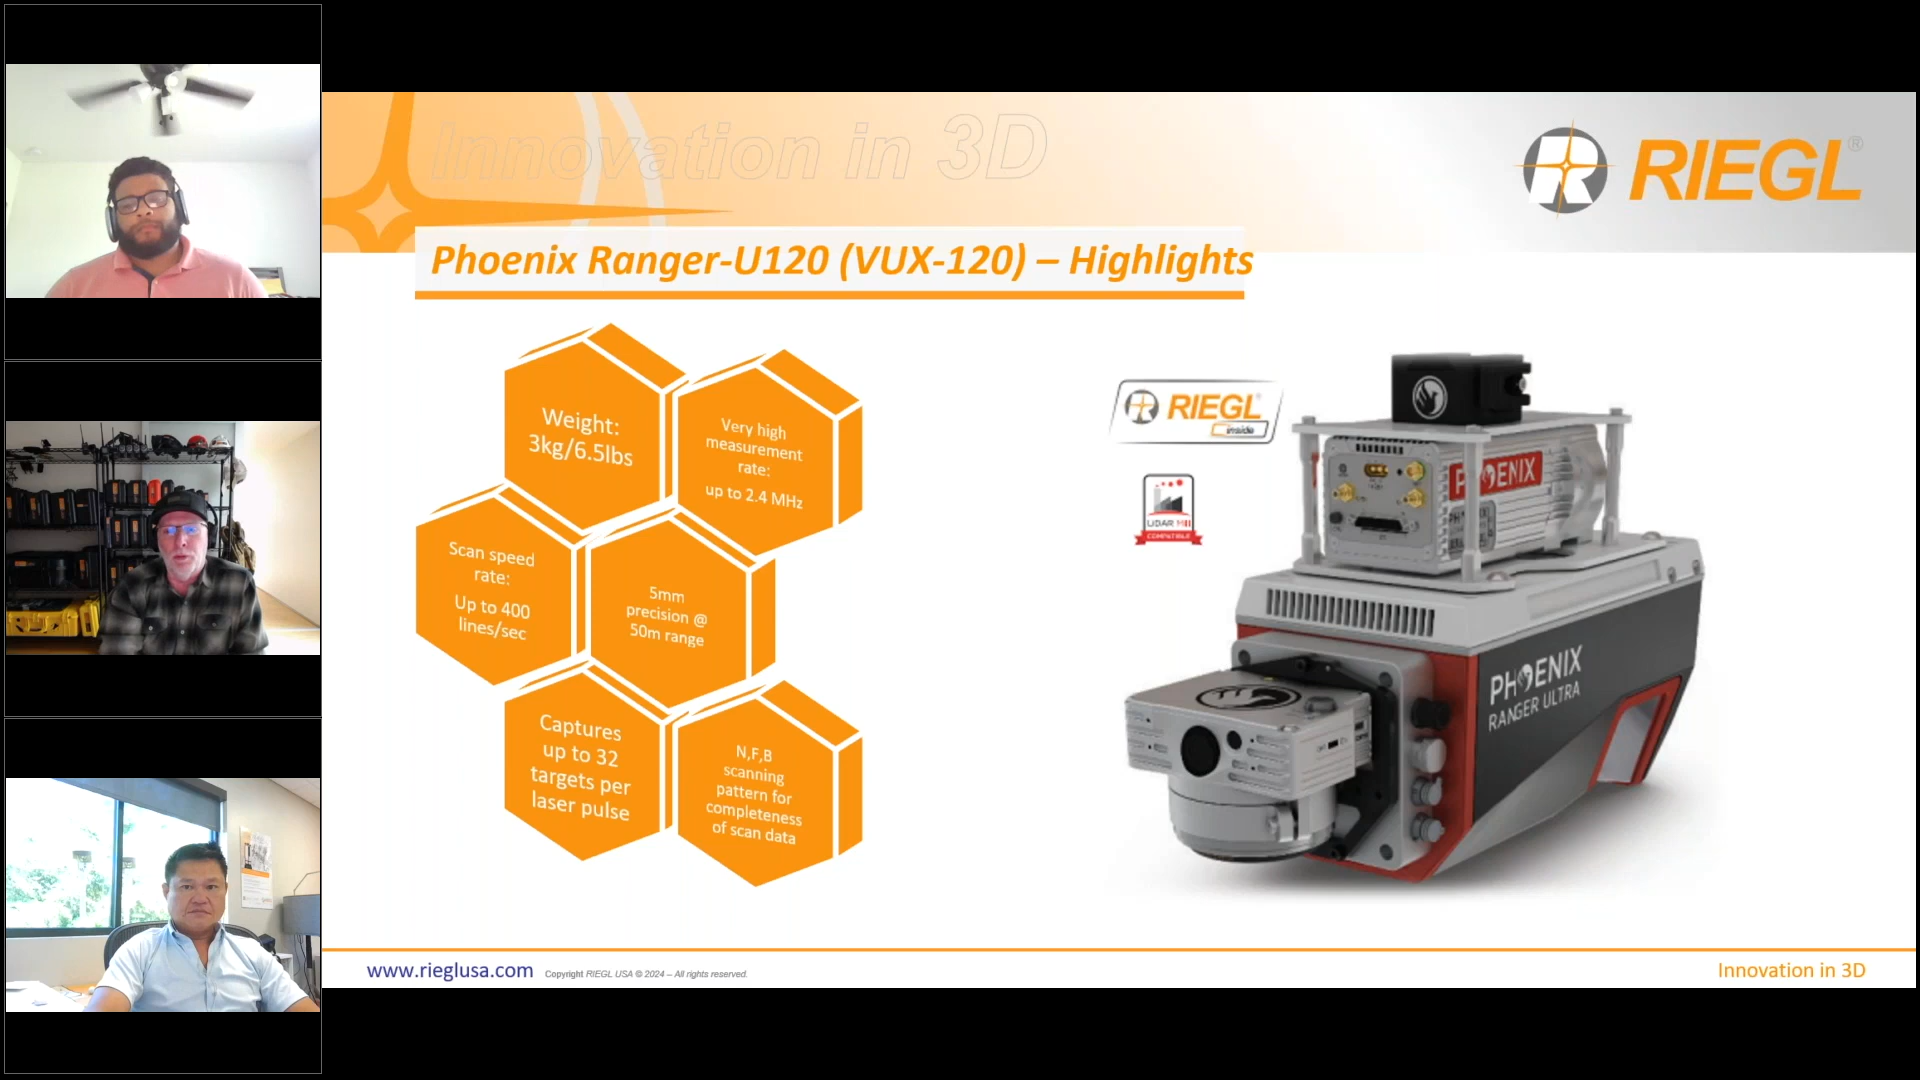 Innovation in 3D
RIEGL®
Phoenix Ranger-U120 (VUX-120) – Highlights
Weight:
3kg/6.5lbs
Very high
measurement
rate:
up to 2.4 MHz
Scan speed
rate:
Up to 400
lines/sec
5mm
precision @
50m range
Captures
up to 32
targets per
laser pulse
N,F,B
scanning
pattern for
completeness
of scan data
RIEGL
inside
LIDAR MILL
COMPATIBLE
PHOENIX
PHOENIX
RANGER ULTRA
www.rieglusa.com
Copyright RIEGL USA © 2024 – All rights reserved.
Innovation in 3D